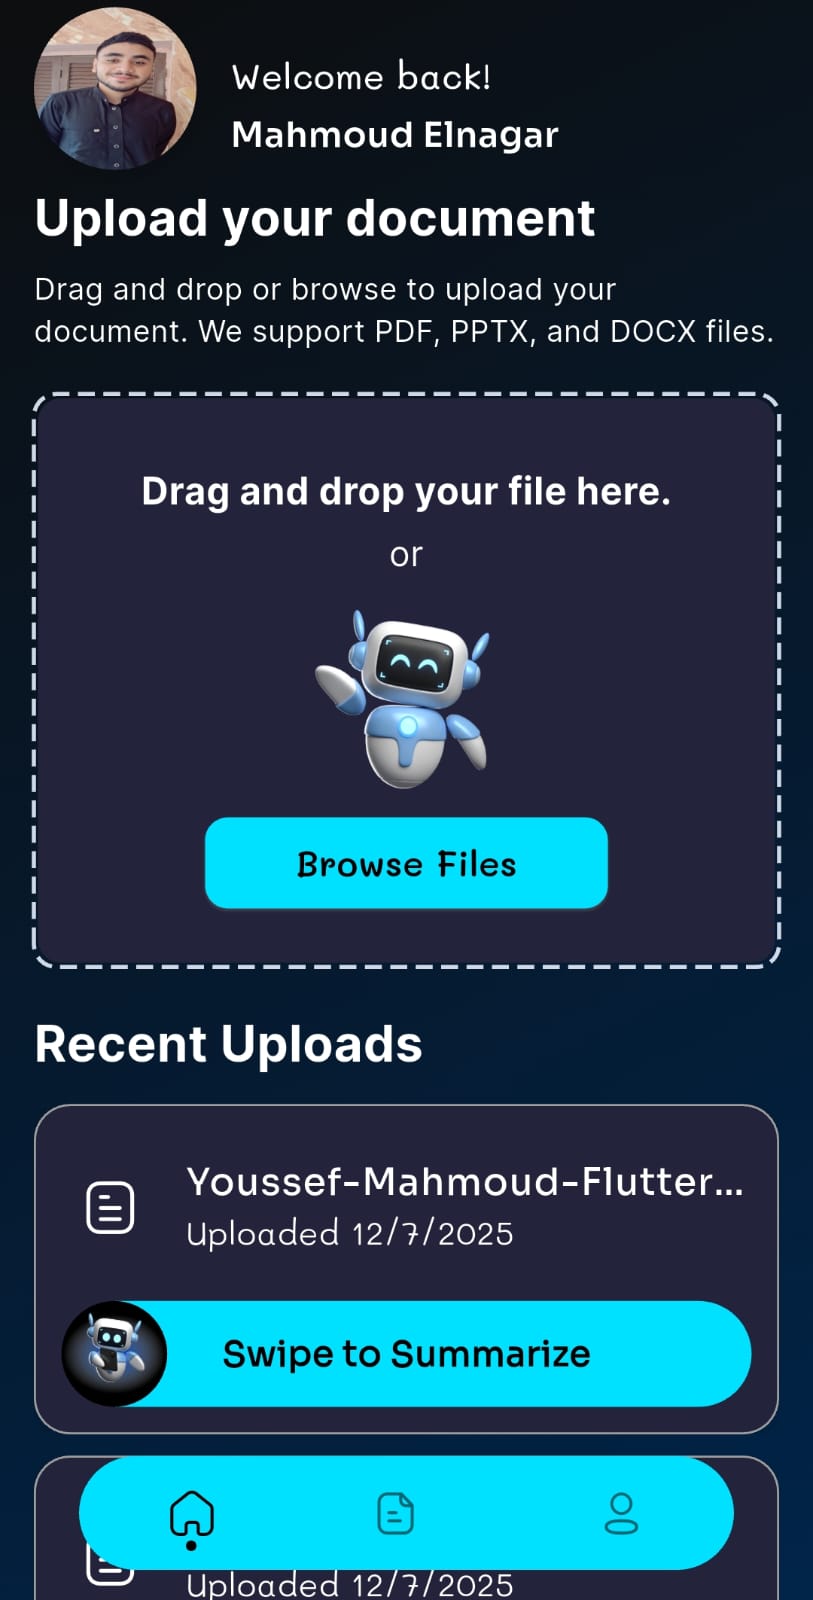 Welcome back!
Mahmoud Elnagar
Upload your document
Drag and drop or browse to upload your
document. We support PDF, PPTX, and DOCX files.
Drag and drop your file here.
or
Browse Files
Recent Uploads
Youssef-Mahmoud-Flutter...
Uploaded 12/7/2025
Swipe to Summarize
Uploaded 12/7/2025